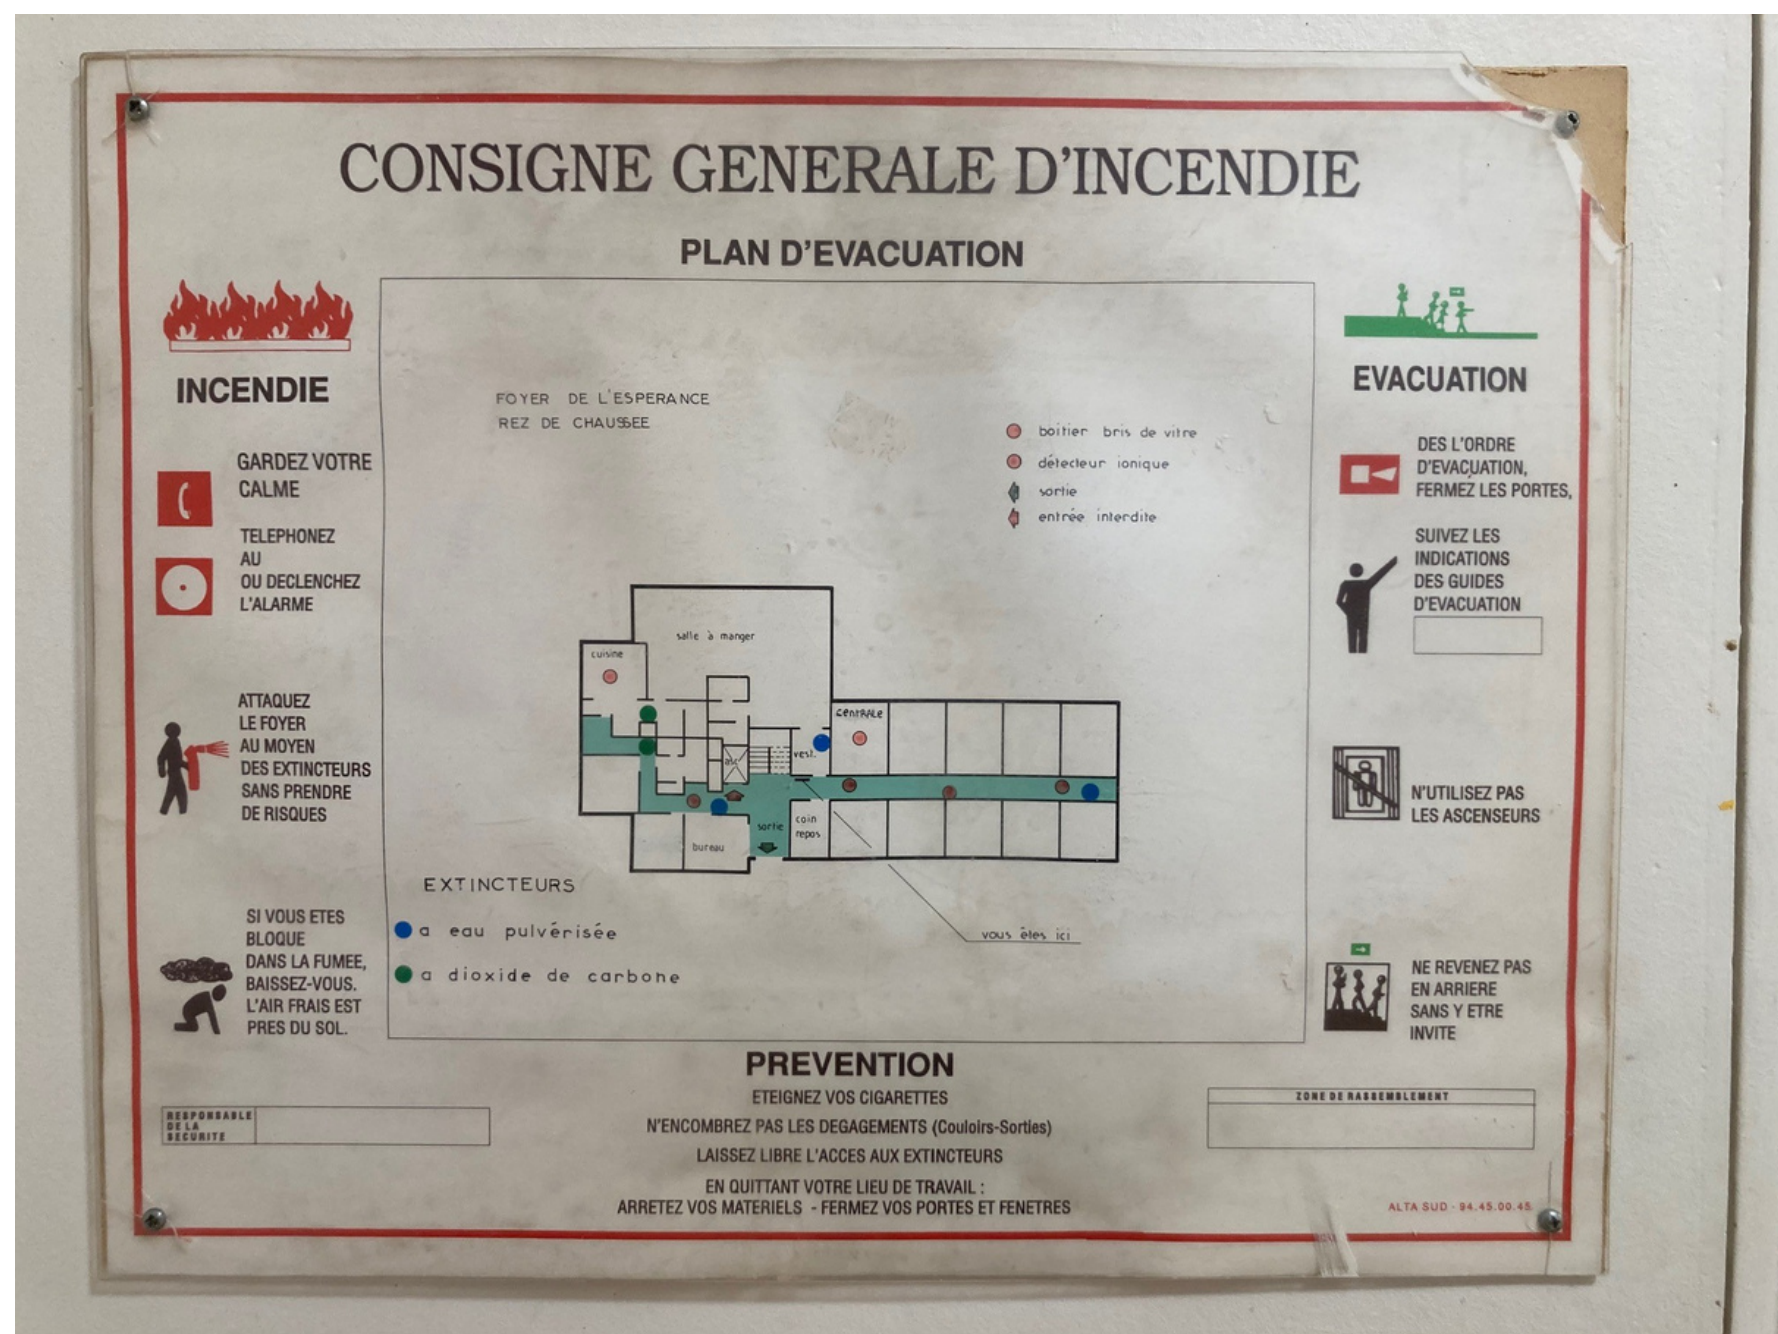 CONSIGNE GENERALE D'INCENDIE
PLAN D'EVACUATION
INCENDIE
GARDEZ VOTRE
CALME
TELEPHONEZ
AU
OU DECLENCHEZ
L'ALARME
ATTAQUEZ
LE FOYER
AU MOYEN
DES EXTINCTEURS
SANS PRENDRE
DE RISQUES
SI VOUS ETES
BLOQUE
DANS LA FUMEE,
BAISSEZ-VOUS.
L'AIR FRAIS EST
PRES DU SOL.
RESPONSABLE
DE LA
SECURITE
FOYER DE L'ESPERANCE
REZ DE CHAUSSEE
boitier bris de vitre
détecteur ionique
sortie
entrée interdite
salle à manger
cuisine
CENTRALE
vest.
asc
sortie
coin
repos
bureau
vous êtes ici
EXTINCTEURS
a eau pulvérisée
a dioxide de carbone
EVACUATION
DES L'ORDRE
D'EVACUATION,
FERMEZ LES PORTES,
SUIVEZ LES
INDICATIONS
DES GUIDES
D'EVACUATION
N'UTILISEZ PAS
LES ASCENSEURS
NE REVENEZ PAS
EN ARRIERE
SANS Y ETRE
INVITE
PREVENTION
ETEIGNEZ VOS CIGARETTES
N'ENCOMBREZ PAS LES DEGAGEMENTS (Couloirs-Sorties)
LAISSEZ LIBRE L'ACCES AUX EXTINCTEURS
EN QUITTANT VOTRE LIEU DE TRAVAIL :
ARRETEZ VOS MATERIELS - FERMEZ VOS PORTES ET FENETRES
ZONE DE RASSEMBLEMENT
ALTA SUD - 94.45.00.45